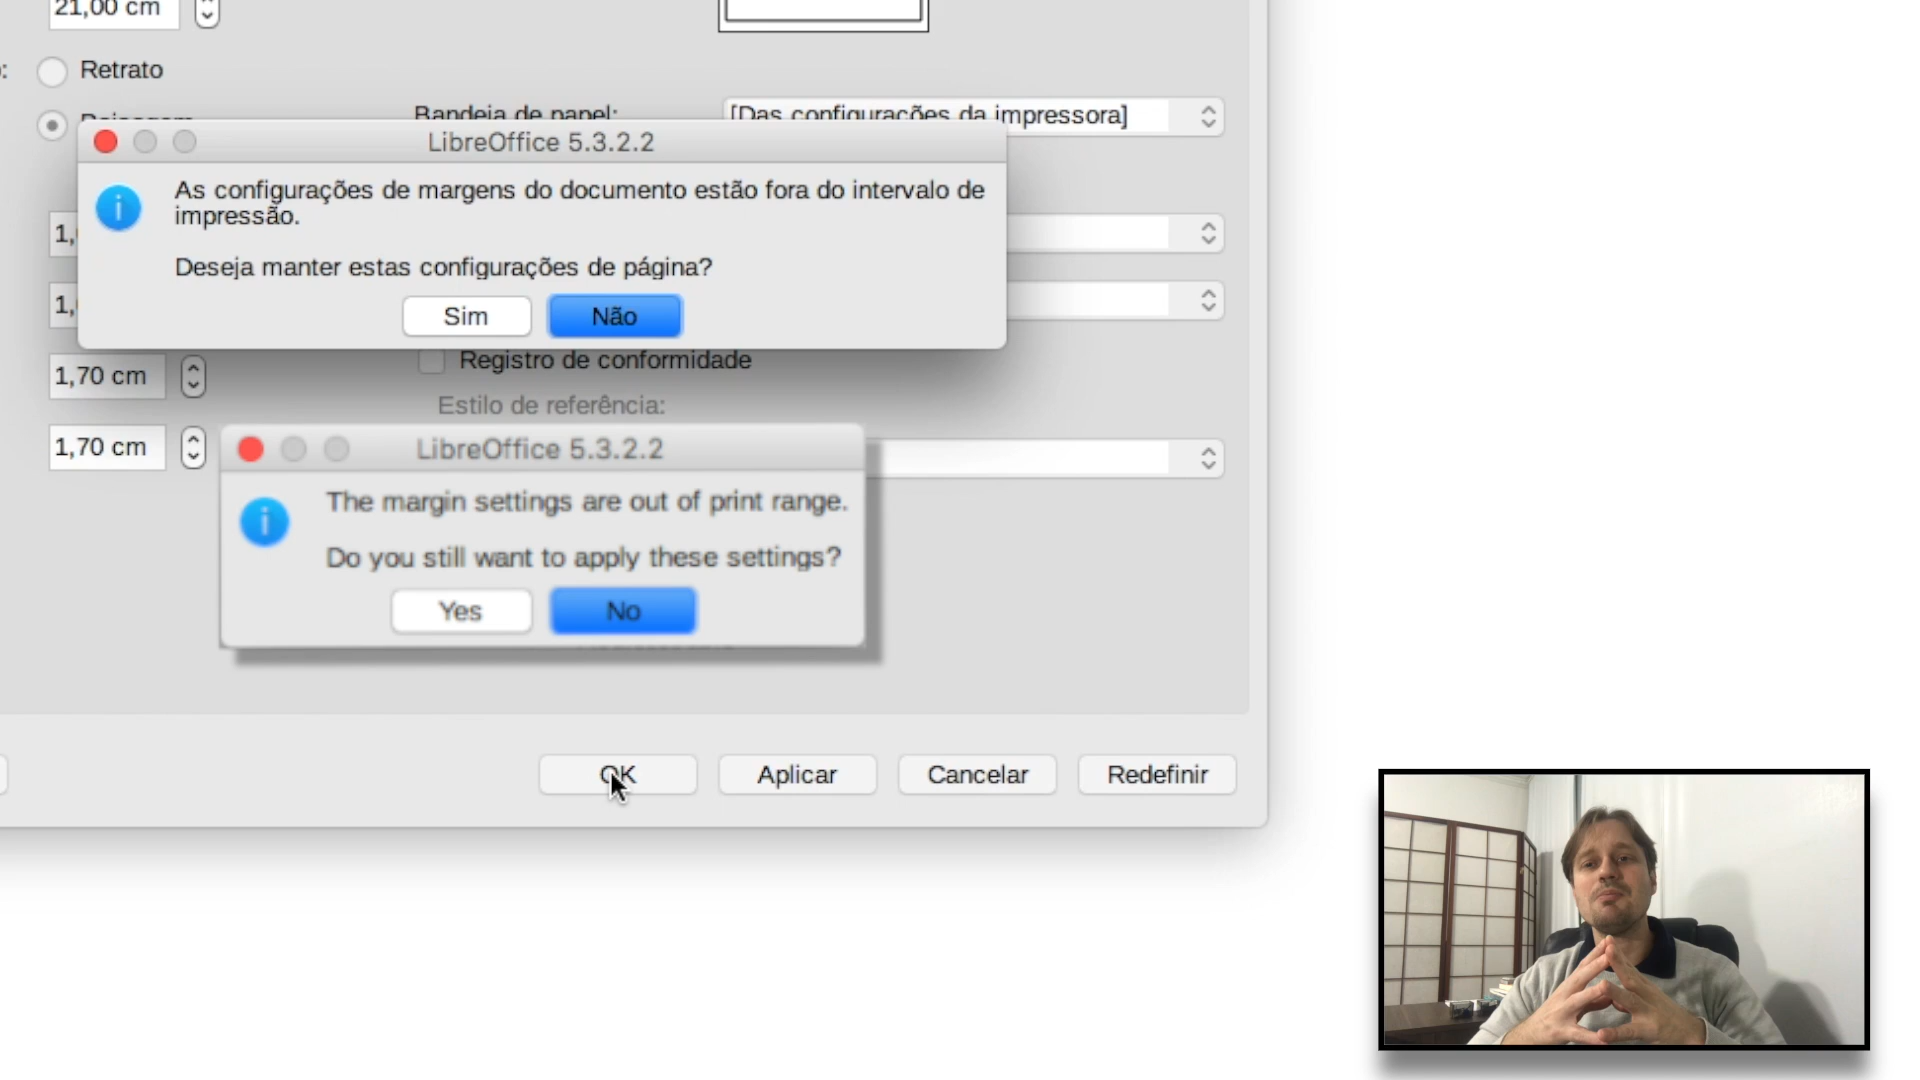 21,00 cm
Retrato
Bandeja de papel:
[Das configurações da impressora]
LibreOffice 5.3.2.2
As configurações de margens do documento estão fora do intervalo de
impressão.
Deseja manter estas configurações de página?
Sim
Não
Registro de conformidade
1,70 cm
Estilo de referência:
1,70 cm
LibreOffice 5.3.2.2
The margin settings are out of print range.
Do you still want to apply these settings?
Yes
No
OK
Aplicar
Cancelar
Redefinir